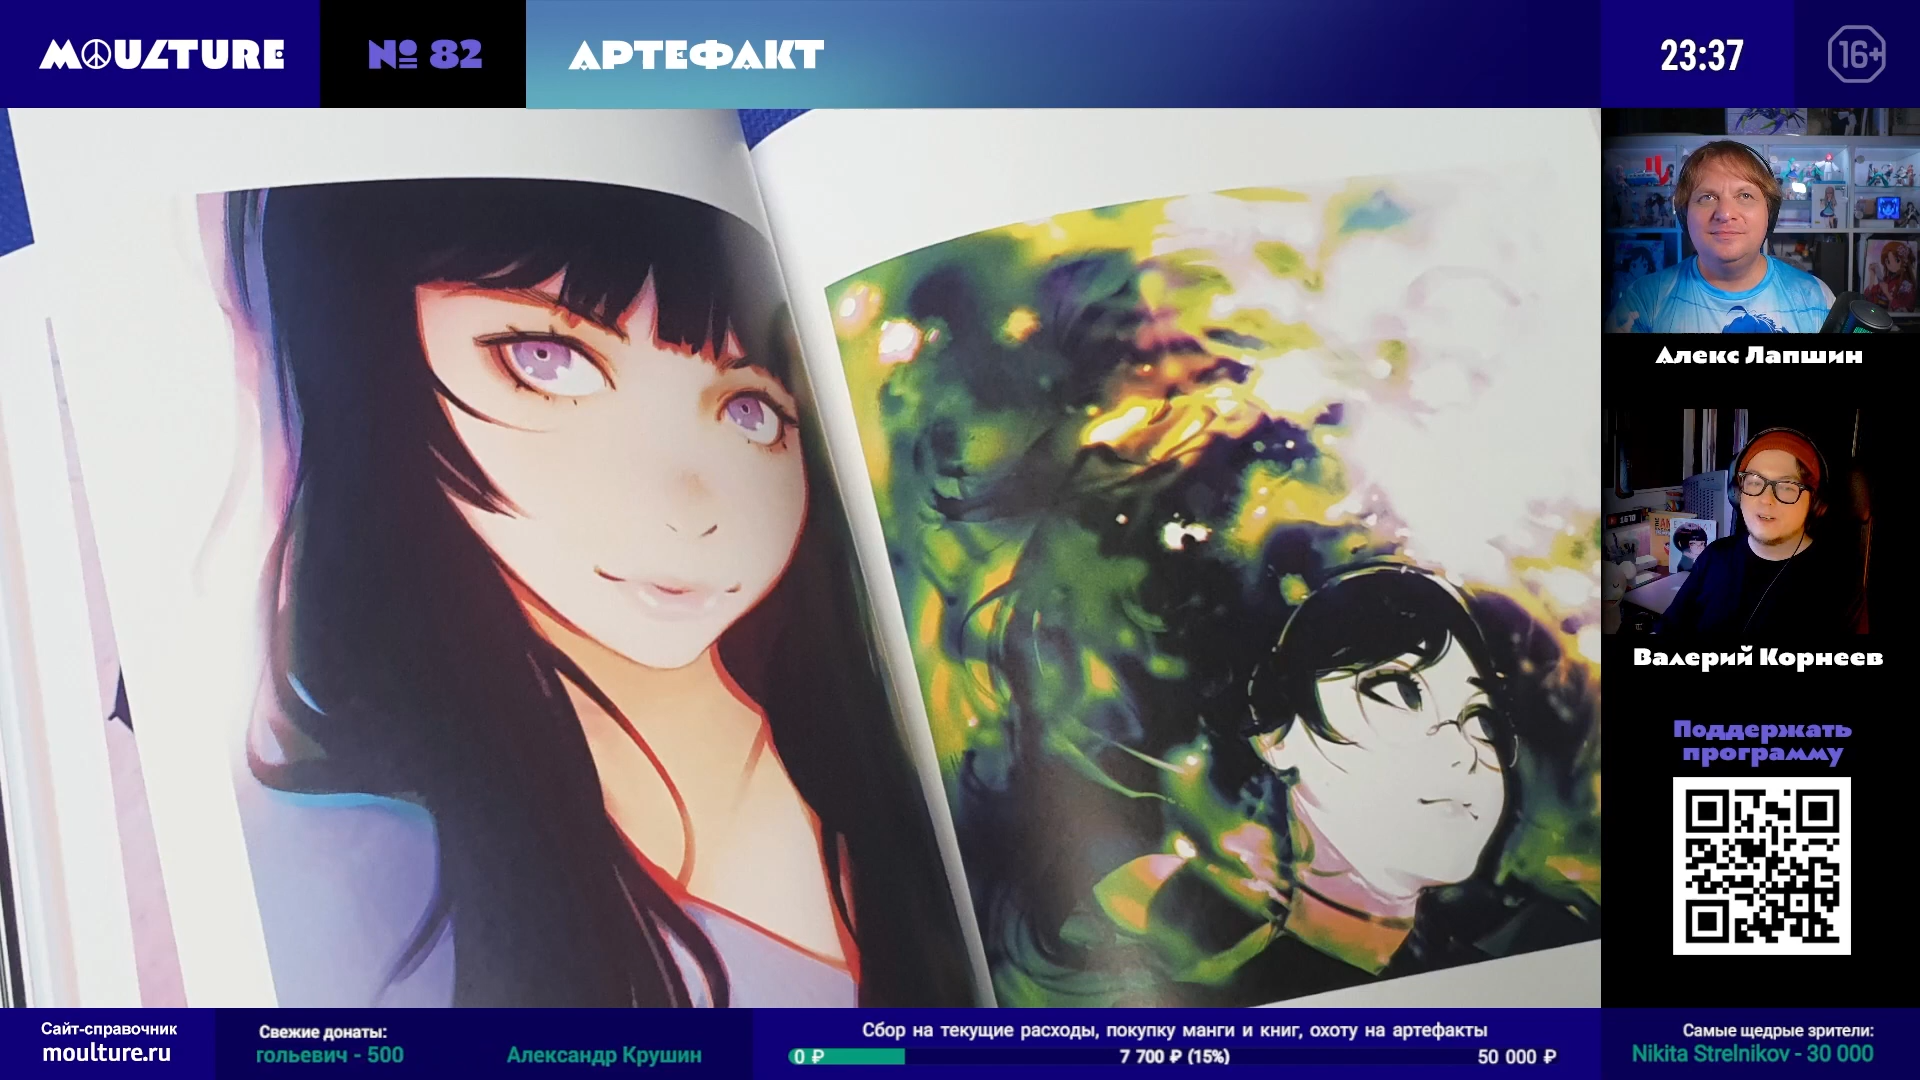 MOULTURE
№ 82
АРТЕФАКТ
23:37
16+
Алекс Лапшин
Валерий Корнеев
Поддержать
программу
Сайт-справочник
moulture.ru
Свежие донаты:
гольевич - 500
Александр Крушин
Сбор на текущие расходы, покупку манги и книг, охоту на артефакты
0 ₽
7 700 ₽ (15%)
50 000 ₽
Самые щедрые зрители:
Nikita Strelnikov - 30 000